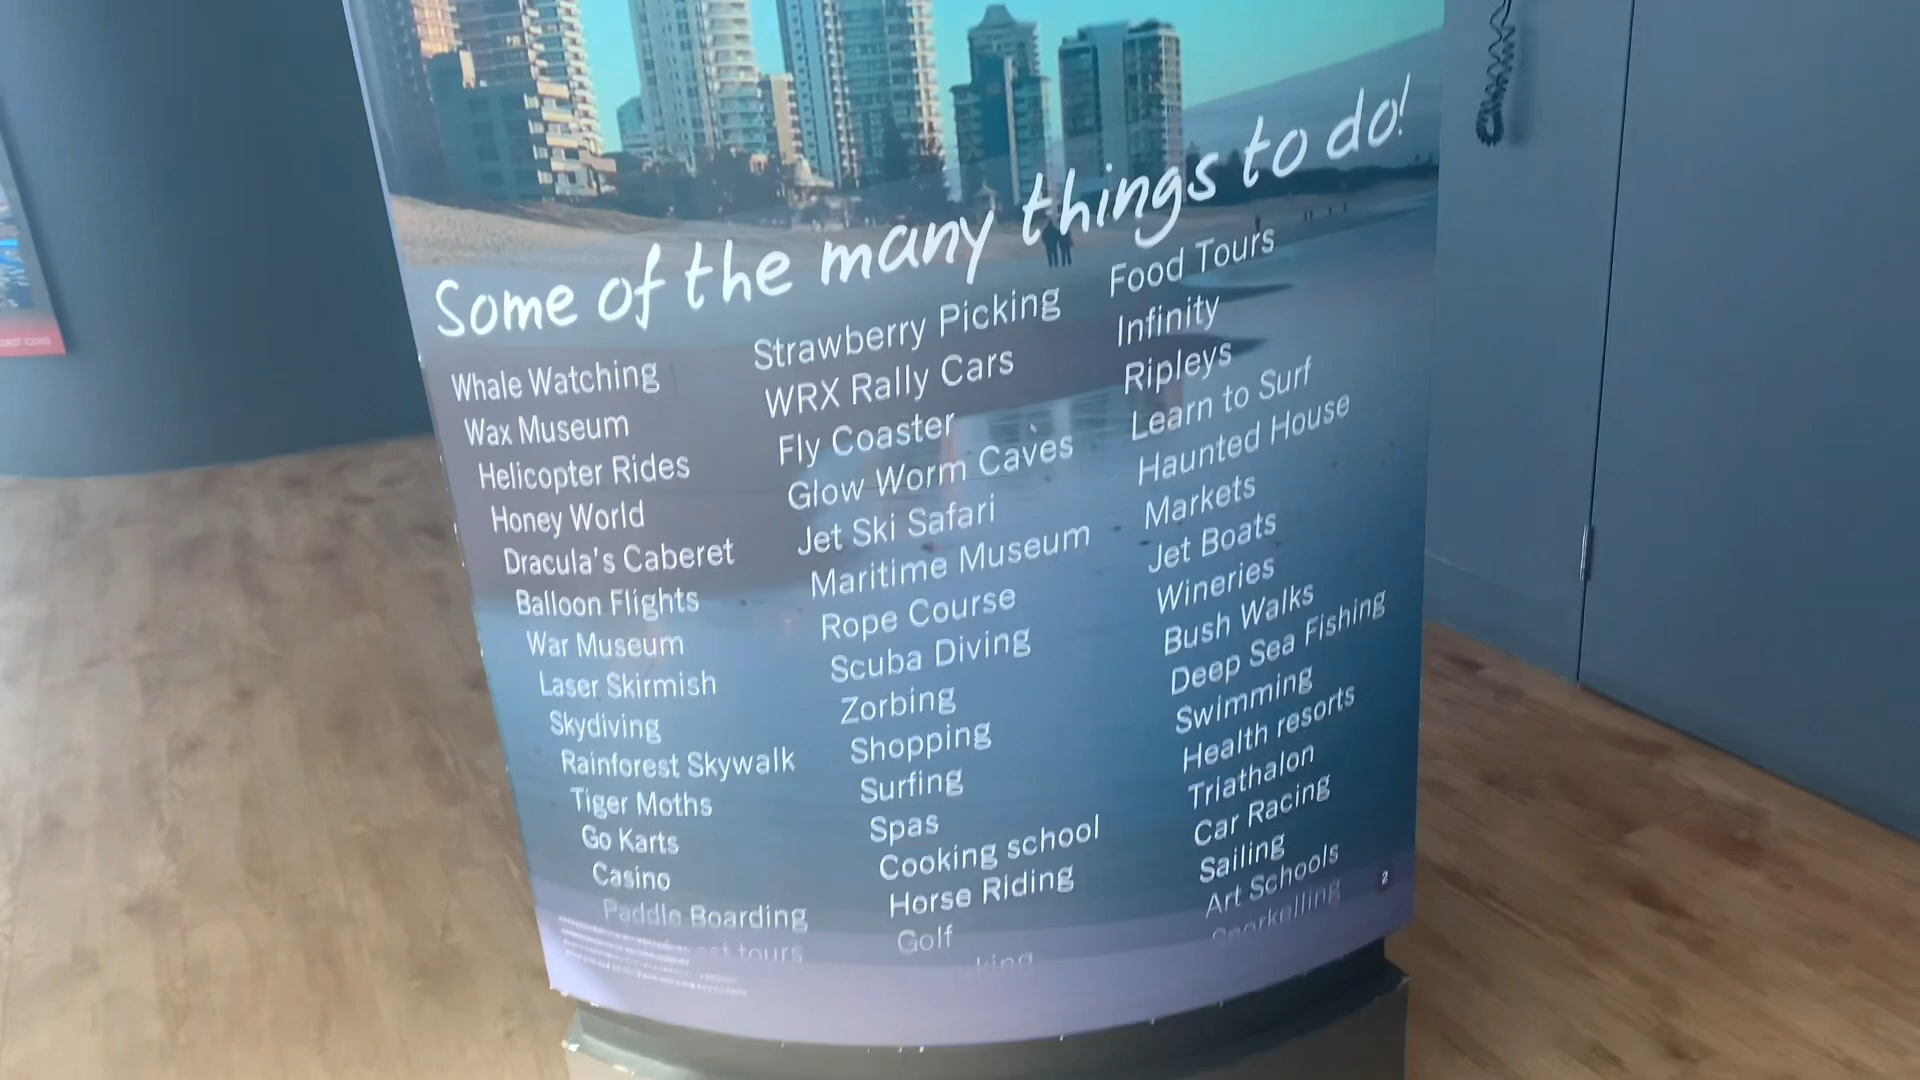 Some of the many things to do!
Whale Watching
Wax Museum
Helicopter Rides
Honey World
Dracula's Caberet
Balloon Flights
War Museum
Laser Skirmish
Skydiving
Rainforest Skywalk
Tiger Moths
Go Karts
Casino
Paddle Boarding
tours
Strawberry Picking
WRX Rally Cars
Fly Coaster
Glow Worm Caves
Jet Ski Safari
Maritime Museum
Rope Course
Scuba Diving
Zorbing
Shopping
Surfing
Spas
Cooking school
Horse Riding
Golf
Food Tours
Infinity
Ripleys
Learn to Surf
Haunted House
Markets
Jet Boats
Wineries
Bush Walks
Deep Sea Fishing
Swimming
Health resorts
Triathalon
Car Racing
Sailing
Art Schools
Snorkelling
2